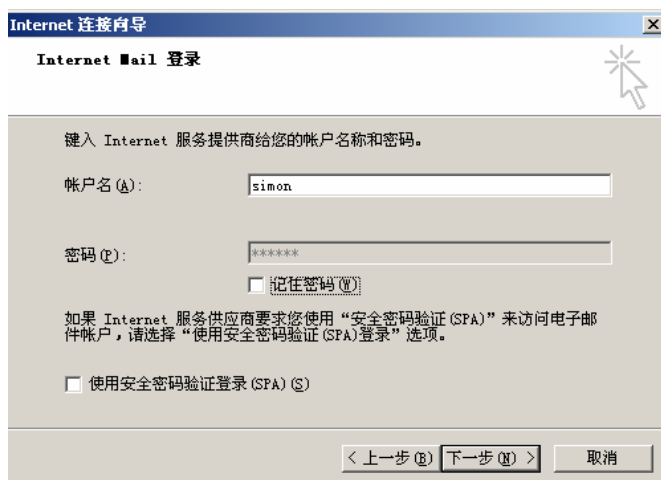 Internet 连接向导
Internet Mail 登录
键入 Internet 服务提供商给您的帐户名称和密码。
帐户名(A):
simon
密码(P):
******
记住密码(W)
如果 Internet 服务供应商要求您使用“安全密码验证(SPA)”来访问电子邮
件帐户，请选择“使用安全密码验证(SPA)登录”选项。
使用安全密码验证登录(SPA)(S)
< 上一步(B)
下一步(N) >
取消